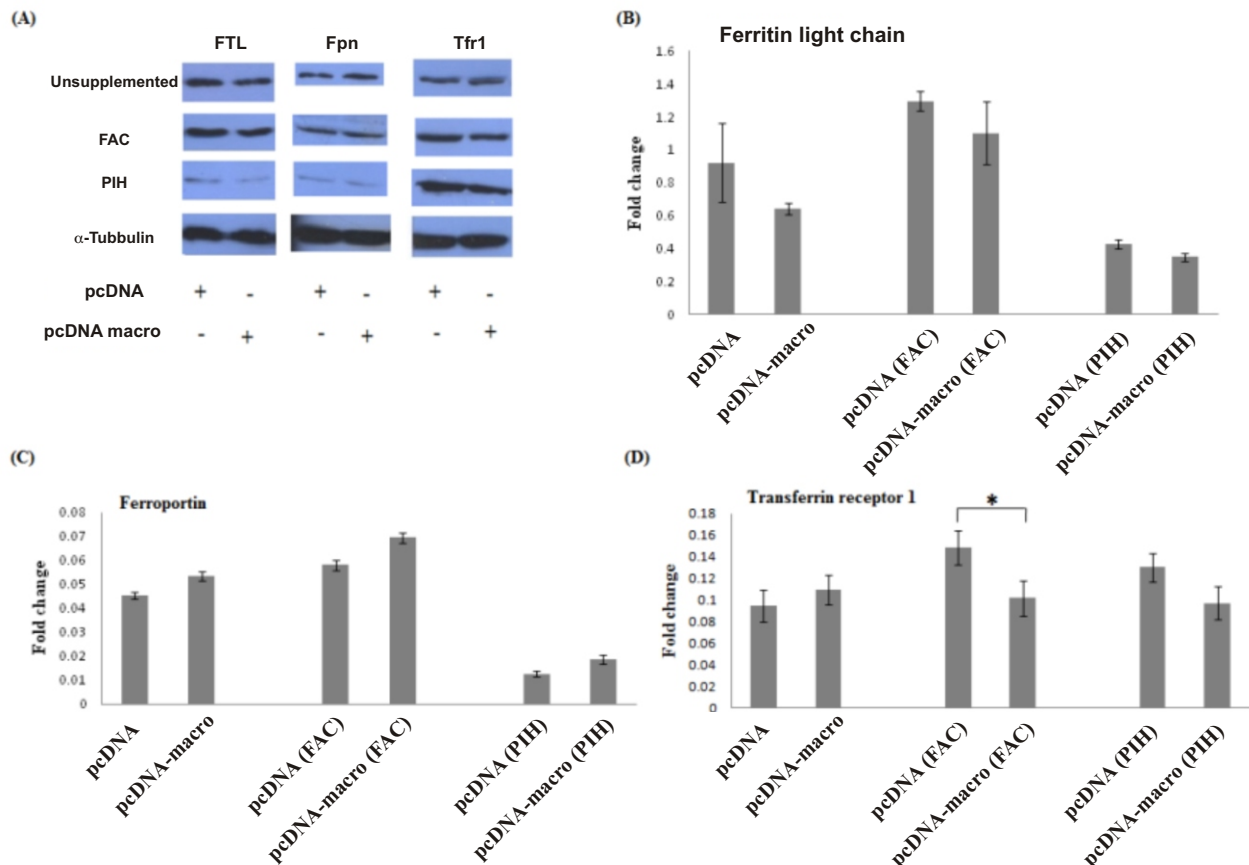 (A)
FTL Fpn Tfr1
Unsupplemented
FAC
PIH
α-Tubbulin
pcDNA + - + - + -
pcDNA macro - + - + - +
(B)
Ferritin light chain
Fold change
1.6
1.4
1.2
1
0.8
0.6
0.4
0.2
0
pcDNA
pcDNA-macro
pcDNA (FAC)
pcDNA-macro (FAC)
pcDNA (PIH)
pcDNA-macro (PIH)
(C)
Ferroportin
Fold change
0.08
0.07
0.06
0.05
0.04
0.03
0.02
0.01
0
pcDNA
pcDNA-macro
pcDNA (FAC)
pcDNA-macro (FAC)
pcDNA (PIH)
pcDNA-macro (PIH)
(D)
Transferrin receptor 1
*
Fold change
0.18
0.16
0.14
0.12
0.1
0.08
0.06
0.04
0.02
0
pcDNA
pcDNA-macro
pcDNA (FAC)
pcDNA-macro (FAC)
pcDNA (PIH)
pcDNA-macro (PIH)